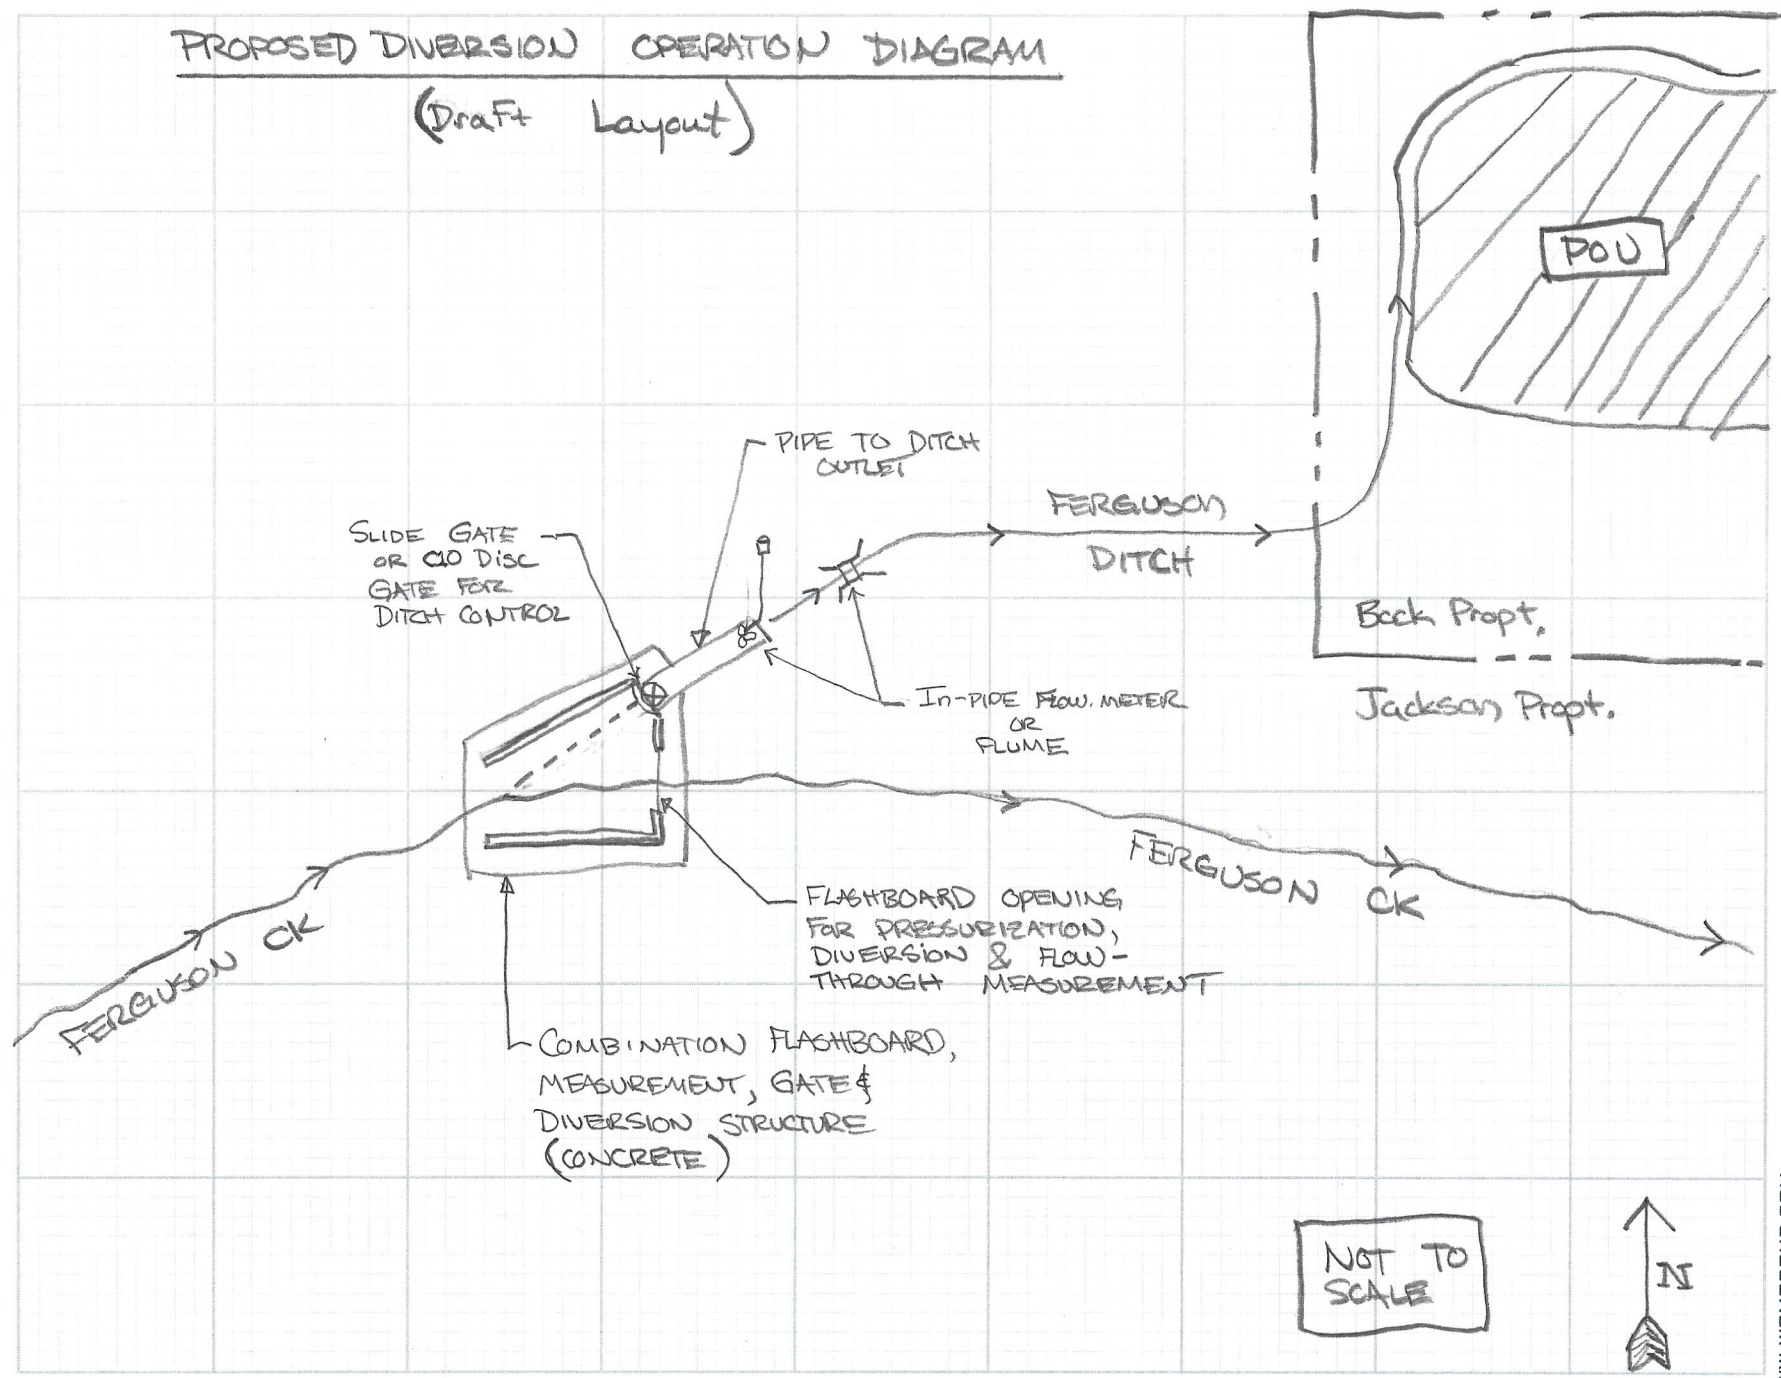 PROPOSED DIVERSION OPERATION DIAGRAM
(Draft Layout)
POU
PIPE TO DITCH
OUTLET
SLIDE GATE
OR C10 DISC
GATE FOR
DITCH CONTROL
FERGUSON
DITCH
Back Propt.
Jackson Propt.
In-PIPE FLOW METER
OR
FLUME
FERGUSON CK
FERGUSON CK
FLASHBOARD OPENING
FOR PRESSURIZATION,
DIVERSION & FLOW-
THROUGH MEASUREMENT
COMBINATION FLASHBOARD,
MEASUREMENT, GATE &
DIVERSION STRUCTURE
(CONCRETE)
NOT TO
SCALE
N